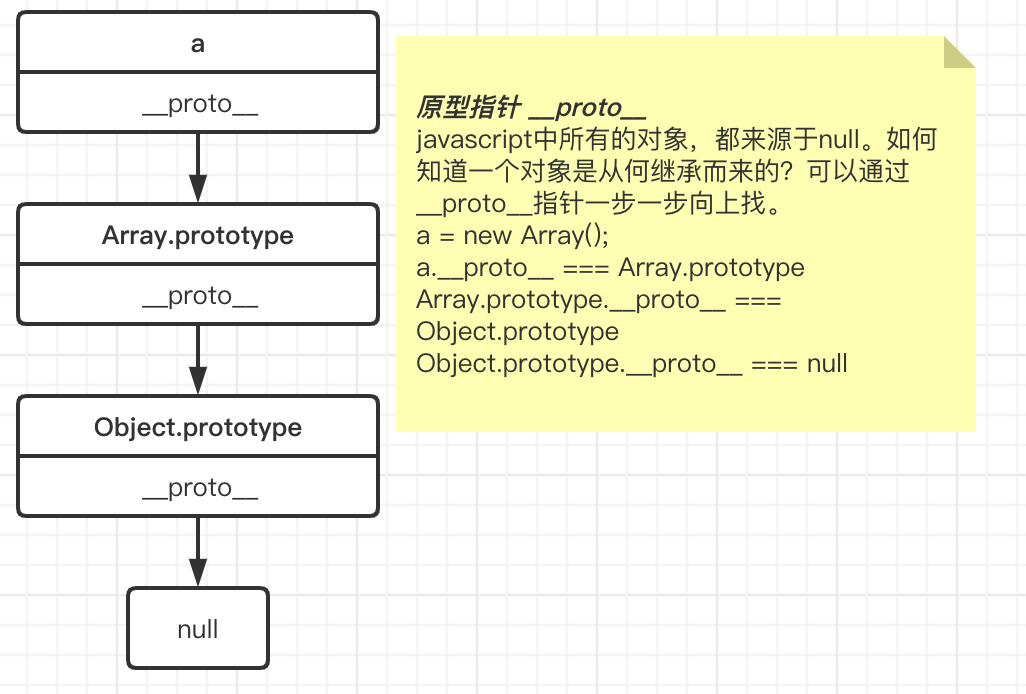 a
__proto__
Array.prototype
__proto__
Object.prototype
__proto__
null
原型指针 __proto__
javascript中所有的对象，都来源于null。如何
知道一个对象是从何继承而来的？可以通过
__proto__指针一步一步向上找。
a = new Array();
a.__proto__ === Array.prototype
Array.prototype.__proto__ ===
Object.prototype
Object.prototype.__proto__ === null